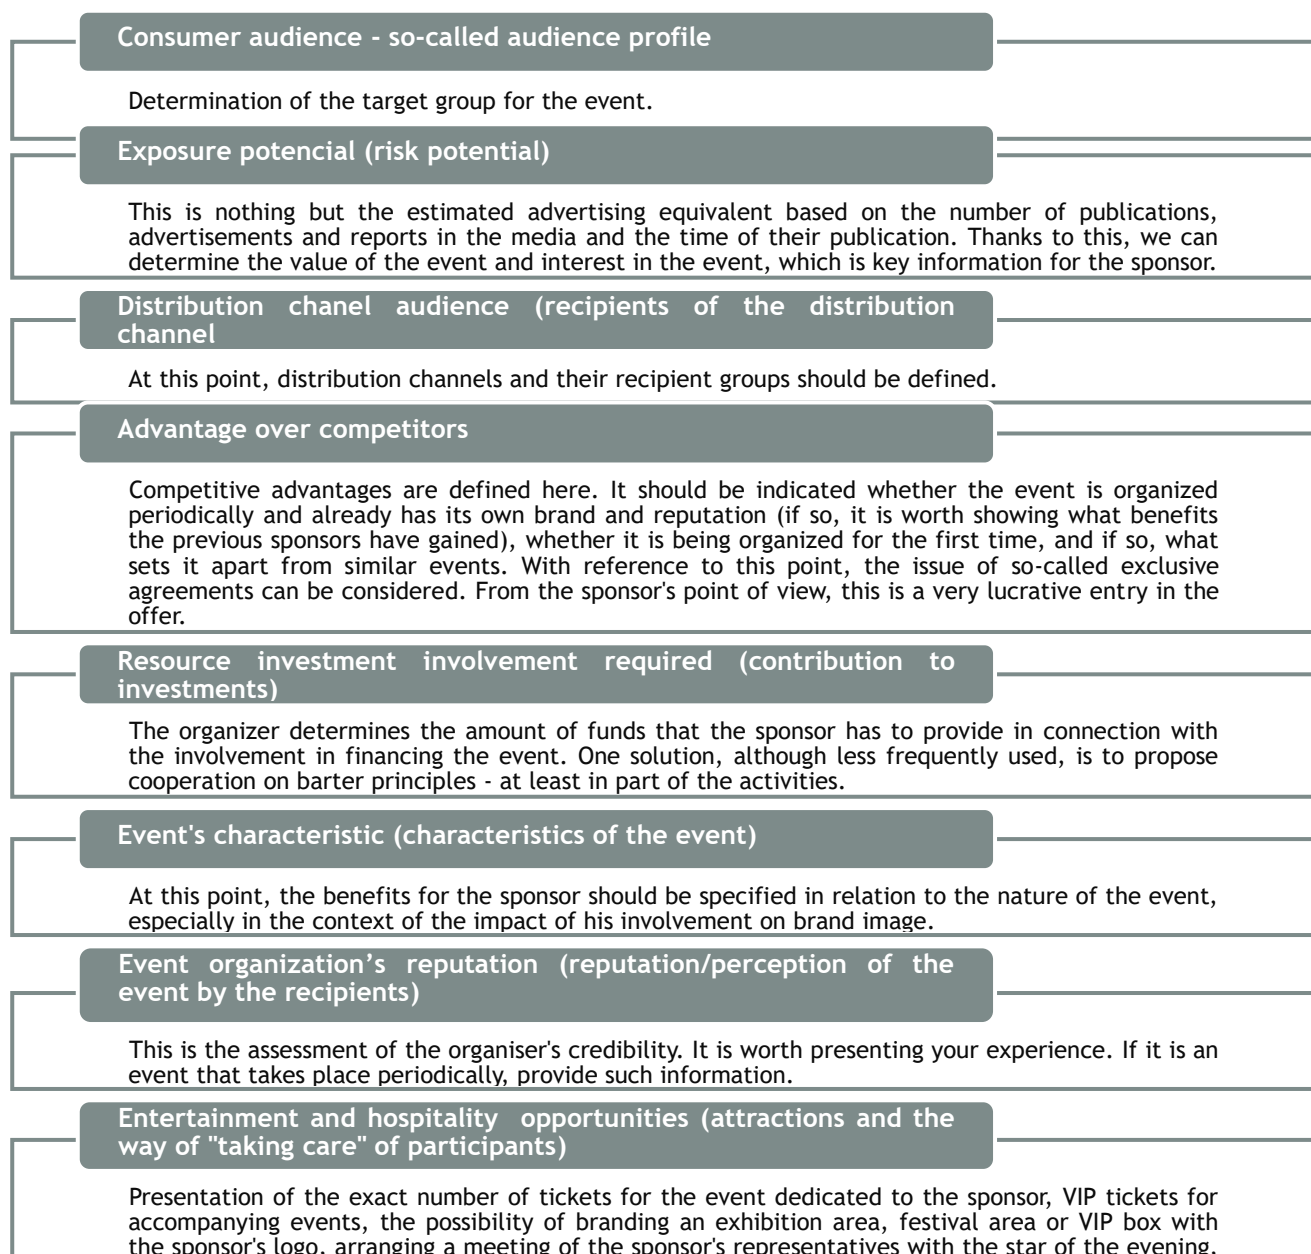 Consumer audience - so-called audience profile
Determination of the target group for the event.
Exposure potencial (risk potential)
This is nothing but the estimated advertising equivalent based on the number of publications,
advertisements and reports in the media and the time of their publication. Thanks to this, we can
determine the value of the event and interest in the event, which is key information for the sponsor.
Distribution chanel audience (recipients of the distribution
channel
At this point, distribution channels and their recipient groups should be defined.
Advantage over competitors
Competitive advantages are defined here. It should be indicated whether the event is organized
periodically and already has its own brand and reputation (if so, it is worth showing what benefits
the previous sponsors have gained), whether it is being organized for the first time, and if so, what
sets it apart from similar events. With reference to this point, the issue of so-called exclusive
agreements can be considered. From the sponsor's point of view, this is a very lucrative entry in the
offer.
Resource investment involvement required (contribution to
investments)
The organizer determines the amount of funds that the sponsor has to provide in connection with
the involvement in financing the event. One solution, although less frequently used, is to propose
cooperation on barter principles - at least in part of the activities.
Event's characteristic (characteristics of the event)
At this point, the benefits for the sponsor should be specified in relation to the nature of the event,
especially in the context of the impact of his involvement on brand image.
Event organization’s reputation (reputation/perception of the
event by the recipients)
This is the assessment of the organiser's credibility. It is worth presenting your experience. If it is an
event that takes place periodically, provide such information.
Entertainment and hospitality opportunities (attractions and the
way of "taking care" of participants)
Presentation of the exact number of tickets for the event dedicated to the sponsor, VIP tickets for
accompanying events, the possibility of branding an exhibition area, festival area or VIP box with
the sponsor's logo, arranging a meeting of the sponsor's representatives with the star of the evening.